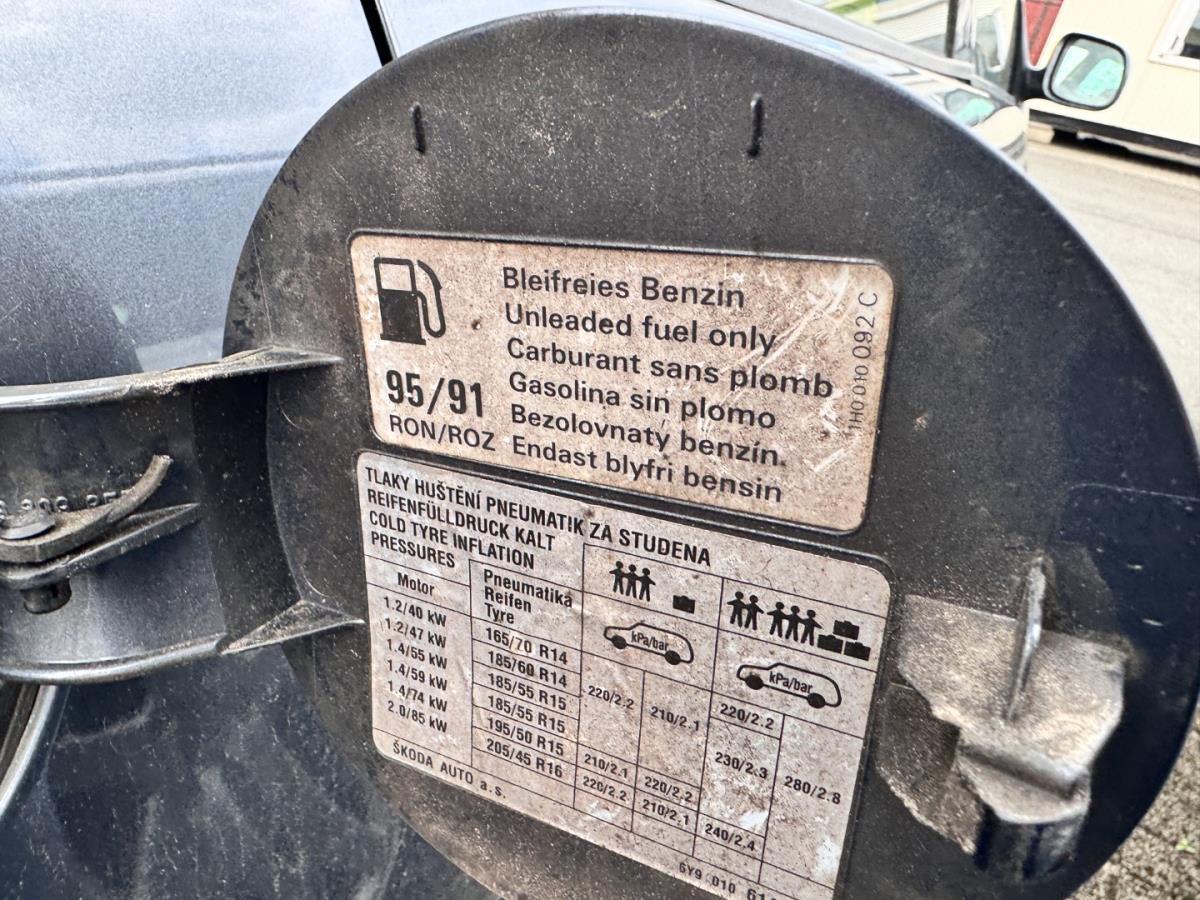 Bleifreies Benzin
Unleaded fuel only
Carburant sans plomb
Gasolina sin plomo
Bezolovnatý benzín
Endast blyfri bensin
95/91
RON/ROZ
1H0 010 092 C
TLAKY HUŠTĚNÍ PNEUMATIK ZA STUDENA
REIFENFÜLLDRUCK KALT
COLD TYRE INFLATION
PRESSURES
Motor
Pneumatika
Reifen
Tyre
kPa/bar
kPa/bar
1.2/40 kW
1.2/47 kW
1.4/55 kW
1.4/59 kW
1.4/74 kW
2.0/85 kW
165/70 R14
185/60 R14
185/55 R15
185/55 R15
195/50 R15
205/45 R16
220/2.2 210/2.1 220/2.2
230/2.3 280/2.8
210/2.1 220/2.2
220/2.2 210/2.1 240/2.4
ŠKODA AUTO a.s.
6Y9 010